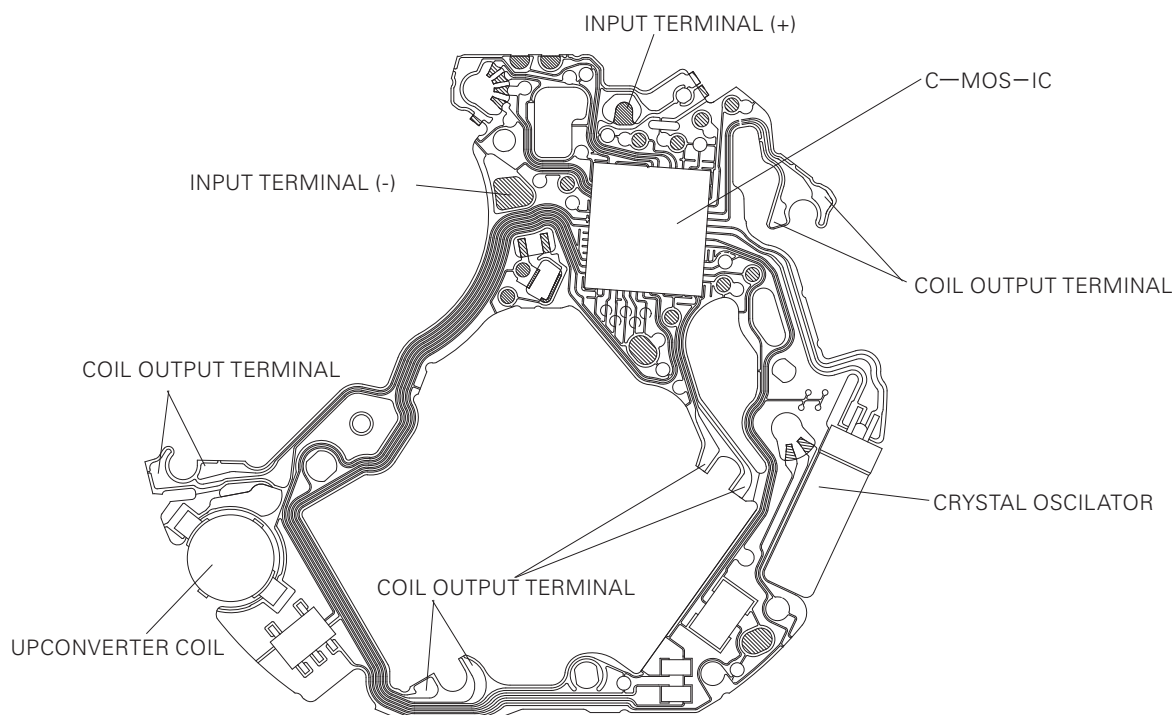 INPUT TERMINAL (+)
C—MOS—IC
INPUT TERMINAL (-)
COIL OUTPUT TERMINAL
COIL OUTPUT TERMINAL
CRYSTAL OSCILATOR
COIL OUTPUT TERMINAL
UPCONVERTER COIL